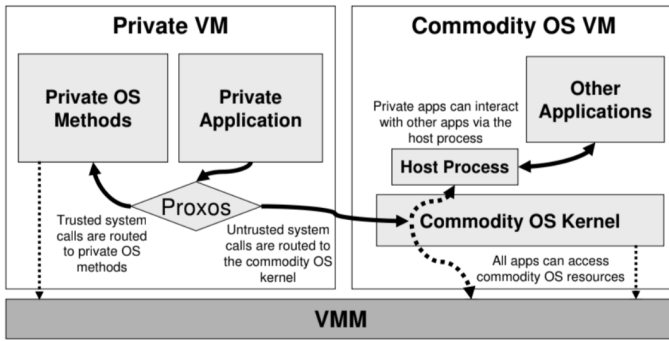 Private VM
Private OS
Methods
Private
Application
Proxos
Trusted system
calls are routed
to private OS
methods
Untrusted system
calls are routed to
the commodity OS
kernel
Commodity OS VM
Private apps can interact
with other apps via the
host process
Other
Applications
Host Process
Commodity OS Kernel
All apps can access
commodity OS resources
VMM